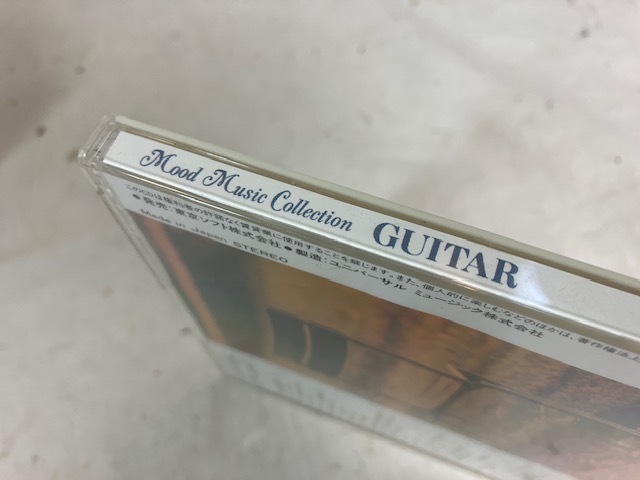 Mood Music Collection GUITAR
このCDは権利者の許諾なく賃貸業に使用することを禁じます。また、個人的に楽しむなどのほかは、著作権法上
●発売:東京ソフト株式会社●製造:ユニバーサル ミュージック株式会社
Made in Japan STEREO